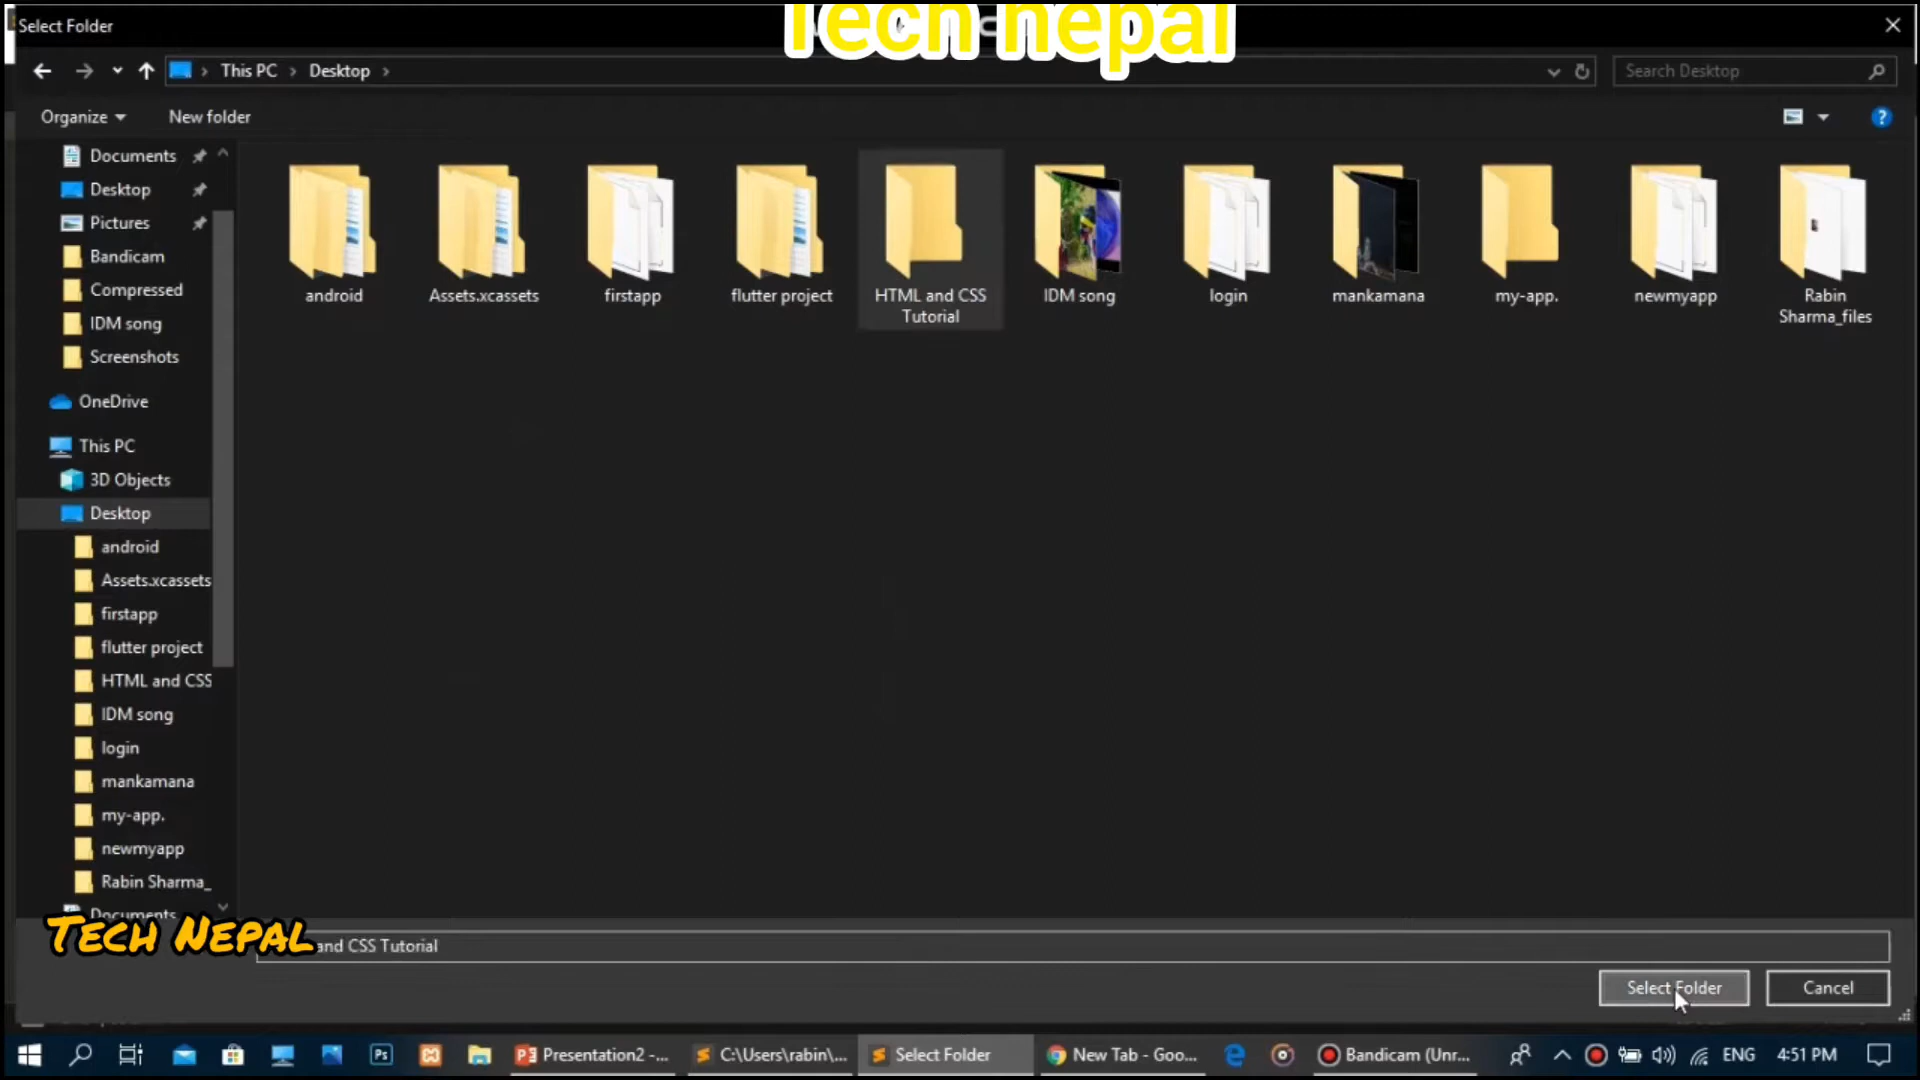 Select Folder
Tech nepal
This PC
Desktop
Search Desktop
Organize
New folder
?
Documents
Desktop
Pictures
Bandicam
Compressed
IDM song
Screenshots
OneDrive
This PC
3D Objects
Desktop
android
Assets.xcassets
firstapp
flutter project
HTML and CSS
IDM song
login
mankamana
my-app.
newmyapp
Rabin Sharma_
Documents
android
Assets.xcassets
firstapp
flutter project
HTML and CSS
Tutorial
IDM song
login
mankamana
my-app.
newmyapp
Rabin
Sharma_files
Tech Nepal
and CSS Tutorial
Select Folder
Cancel
Ps
Presentation2 -...
C:\Users\rabin\...
Select Folder
New Tab - Goo...
Bandicam (Unr...
ENG
4:51 PM